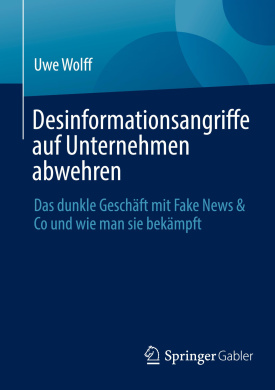 Uwe Wolff
Desinformationsangriffe
auf Unternehmen
abwehren
Das dunkle Geschäft mit Fake News &
Co und wie man sie bekämpft
Springer Gabler